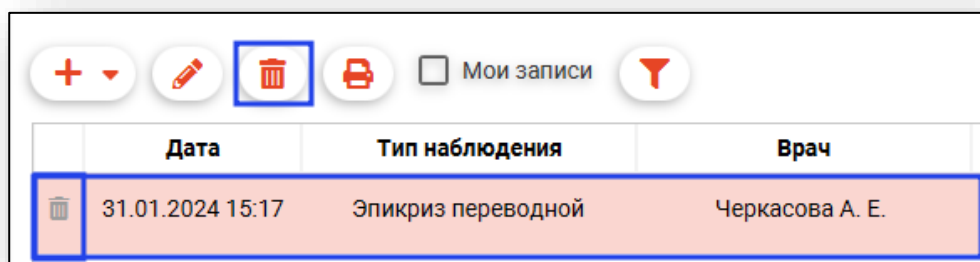 Мои записи
Дата Тип наблюдения Врач
31.01.2024 15:17 Эпикриз переводной Черкасова А. Е.